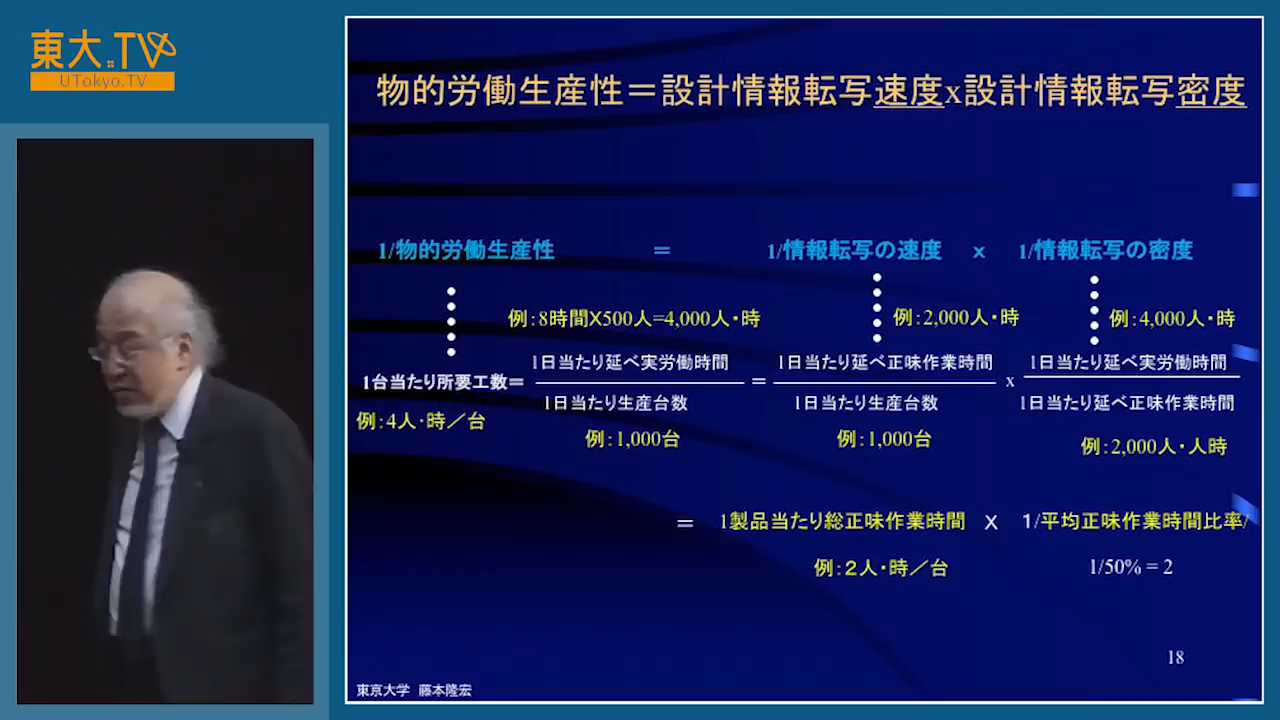 東大.TV
UTokyo.TV
物的労働生産性＝設計情報転写速度x設計情報転写密度
1/物的労働生産性 ＝ 1/情報転写の速度 x 1/情報転写の密度
例：8時間X500人=4,000人・時 例：2,000人・時 例：4,000人・時
1台当たり所要工数＝ 1日当たり延べ実労働時間 ＝ 1日当たり延べ正味作業時間 x 1日当たり延べ実労働時間
1日当たり生産台数 1日当たり生産台数 1日当たり延べ正味作業時間
例：4人・時／台 例：1,000台 例：1,000台 例：2,000人・人時
＝ 1製品当たり総正味作業時間 X 1/平均正味作業時間比率/
例：２人・時／台 1/50% = 2
18
東京大学 藤本隆宏